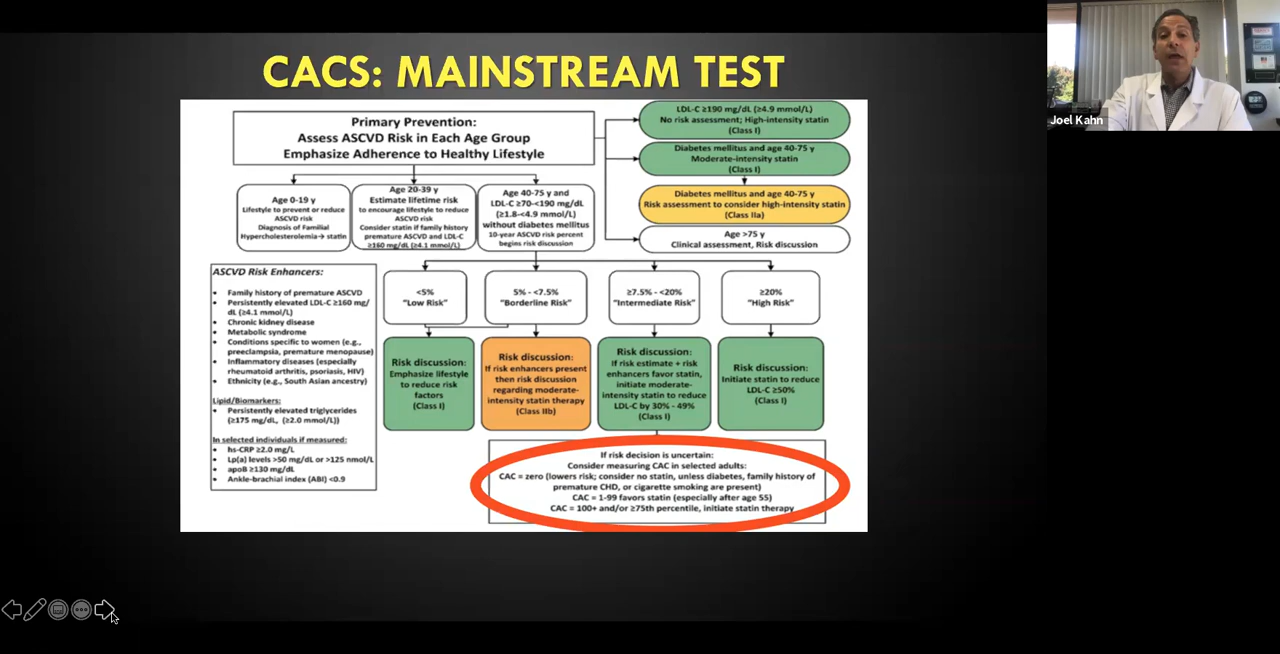 CACS: MAINSTREAM TEST
Joel Kahn
Primary Prevention:
Assess ASCVD Risk in Each Age Group
Emphasize Adherence to Healthy Lifestyle
LDL-C ≥190 mg/dL (≥4.9 mmol/L)
No risk assessment; High-intensity statin
(Class I)
Diabetes mellitus and age 40-75 y
Moderate-intensity statin
(Class I)
Diabetes mellitus and age 40-75 y
Risk assessment to consider high-intensity statin
(Class IIa)
Age >75 y
Clinical assessment, Risk discussion
Age 0-19 y
Lifestyle to prevent or reduce
ASCVD risk
Diagnosis of Familial
Hypercholesterolemia→ statin
Age 20-39 y
Estimate lifetime risk
to encourage lifestyle to reduce
ASCVD risk
Consider statin if family history
premature ASCVD and LDL-C
≥160 mg/dL (≥4.1 mmol/L)
Age 40-75 y and
LDL-C ≥70-<190 mg/dL
(≥1.8-<4.9 mmol/L)
without diabetes mellitus
10-year ASCVD risk percent
begins risk discussion
ASCVD Risk Enhancers:
• Family history of premature ASCVD
• Persistently elevated LDL-C ≥160 mg/
dL (≥4.1 mmol/L)
• Chronic kidney disease
• Metabolic syndrome
• Conditions specific to women (e.g.,
preeclampsia, premature menopause)
• Inflammatory diseases (especially
rheumatoid arthritis, psoriasis, HIV)
• Ethnicity (e.g., South Asian ancestry)
Lipid/Biomarkers:
• Persistently elevated triglycerides
(≥175 mg/dL, (≥2.0 mmol/L))
In selected individuals if measured:
• hs-CRP ≥2.0 mg/L
• Lp(a) levels >50 mg/dL or >125 nmol/L
• apoB ≥130 mg/dL
• Ankle-brachial index (ABI) <0.9
<5%
"Low Risk"
5% - <7.5%
"Borderline Risk"
≥7.5% - <20%
"Intermediate Risk"
≥20%
"High Risk"
Risk discussion:
Emphasize lifestyle
to reduce risk
factors
(Class I)
Risk discussion:
If risk enhancers present
then risk discussion
regarding moderate-
intensity statin therapy
(Class IIb)
Risk discussion:
If risk estimate + risk
enhancers favor statin,
initiate moderate-
intensity statin to reduce
LDL-C by 30% - 49%
(Class I)
Risk discussion:
Initiate statin to reduce
LDL-C ≥50%
(Class I)
If risk decision is uncertain:
Consider measuring CAC in selected adults:
CAC = zero (lowers risk; consider no statin, unless diabetes, family history of
premature CHD, or cigarette smoking are present)
CAC = 1-99 favors statin (especially after age 55)
CAC = 100+ and/or ≥75th percentile, initiate statin therapy